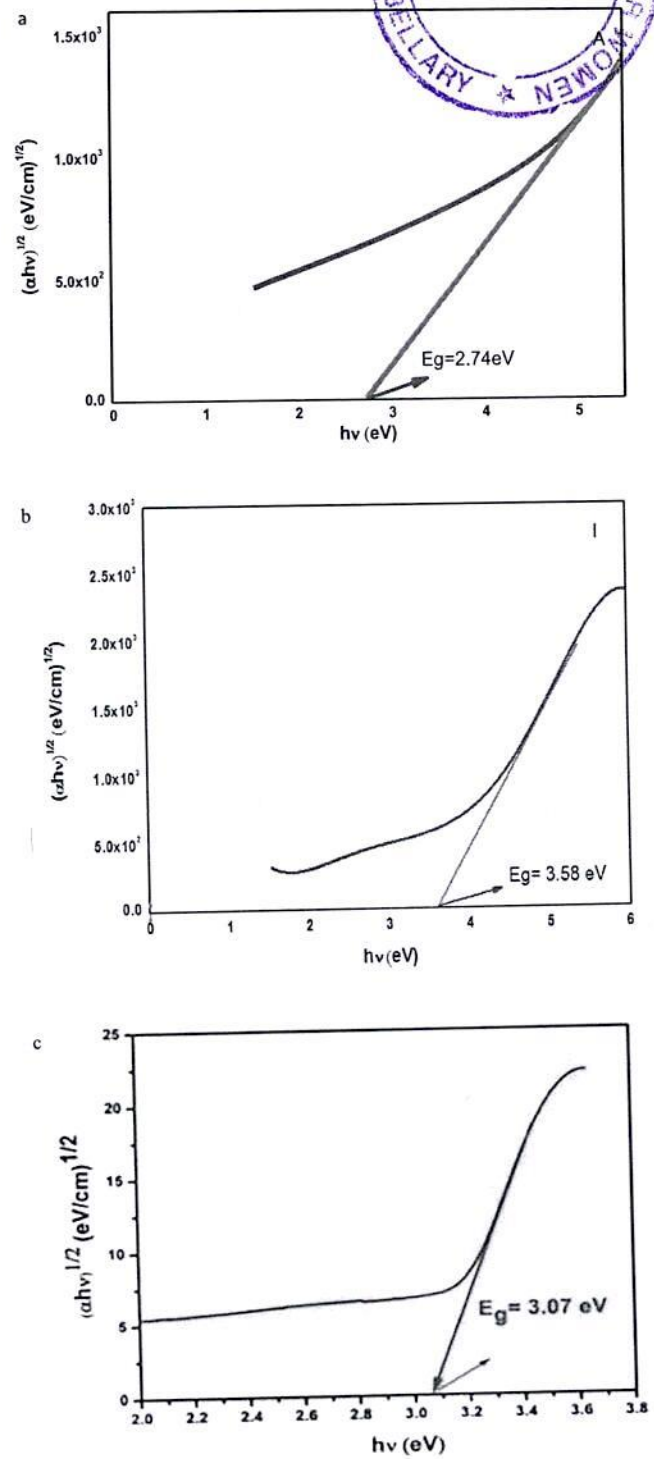 a
BELLARY ☆ WOMEN
A
1.5x10³
1.0x10³
5.0x10²
0.0
(αhν)^1/2 (eV/cm)^1/2
Eg=2.74eV
0 1 2 3 4 5
hν (eV)
b
I
3.0x10³
2.5x10³
2.0x10³
1.5x10³
1.0x10³
5.0x10²
0.0
(αhν)^1/2 (eV/cm)^1/2)
Eg= 3.58 eV
0 1 2 3 4 5 6
hν(eV)
c
25
20
15
10
5
0
(αhν)^1/2 (eV/cm)^1/2
Eg= 3.07 eV
2.0 2.2 2.4 2.6 2.8 3.0 3.2 3.4 3.6 3.8
hν (eV)